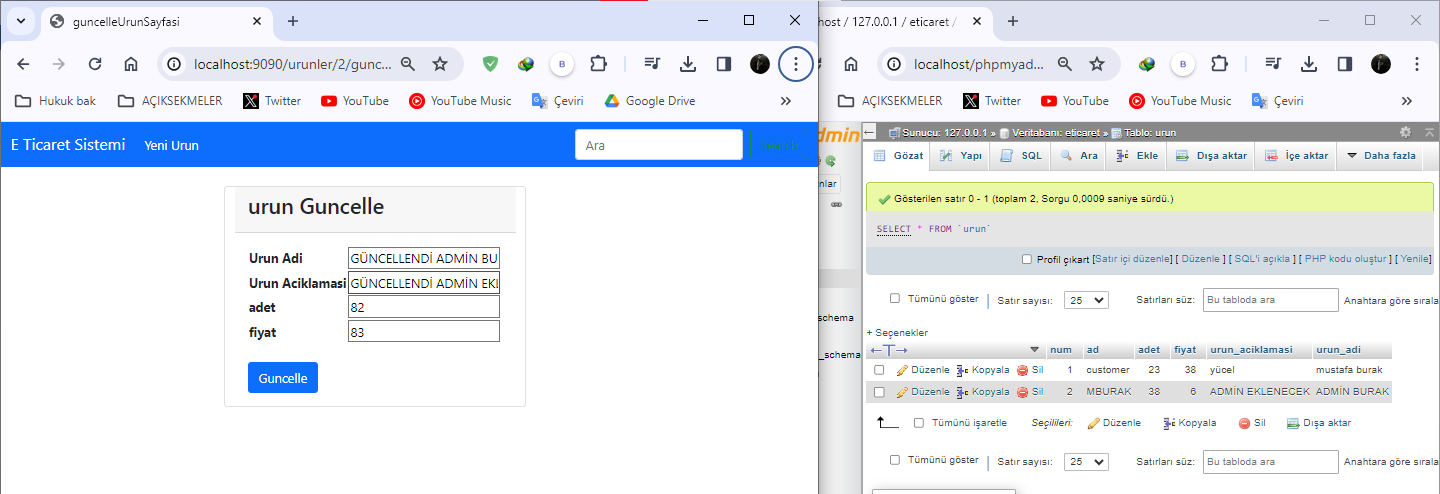 guncelleUrunSayfasi
localhost:9090/urunler/2/gunc...
B
Hukuk bak AÇIKSEKMELER Twitter YouTube YouTube Music Çeviri Google Drive
E Ticaret Sistemi Yeni Urun Ara
urun Guncelle
Urun Adi GÜNCELLENDİ ADMİN BU
Urun Aciklamasi GÜNCELLENDİ ADMİN EKL
adet 82
fiyat 83
Guncelle
host / 127.0.0.1 / eticaret /
localhost/phpmyad...
B
AÇIKSEKMELER Twitter YouTube YouTube Music Çeviri
dmin
nlar
_schema
_schema
Sunucu: 127.0.0.1 » Veritabanı: eticaret » Tablo: urun
Gözat Yapı SQL Ara Ekle Dışa aktar İçe aktar Daha fazla
Gösterilen satır 0 - 1 (toplam 2, Sorgu 0,0009 saniye sürdü.)
SELECT * FROM `urun`
Profil çıkart [Satır içi düzenle] [ Düzenle ] [ SQL'i açıkla ] [ PHP kodu oluştur ] [ Yenile]
Tümünü göster Satır sayısı: 25 Satırları süz: Bu tabloda ara Anahtara göre sırala
+ Seçenekler
←T→ num ad adet fiyat urun_aciklamasi urun_adi
Düzenle Kopyala Sil 1 customer 23 38 yücel mustafa burak
Düzenle Kopyala Sil 2 MBURAK 38 6 ADMİN EKLENECEK ADMİN BURAK
Tümünü işaretle Seçilileri: Düzenle Kopyala Sil Dışa aktar
Tümünü göster Satır sayısı: 25 Satırları süz: Bu tabloda ara Anahtara göre sırala